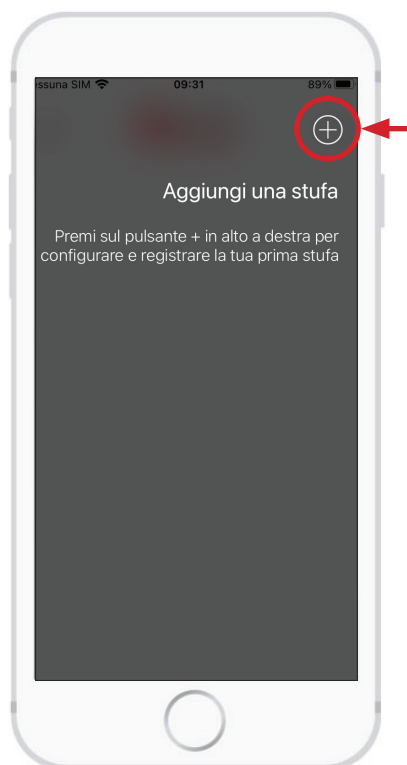 ssuna SIM 09:31 89%
Aggiungi una stufa
Premi sul pulsante + in alto a destra per
configurare e registrare la tua prima stufa